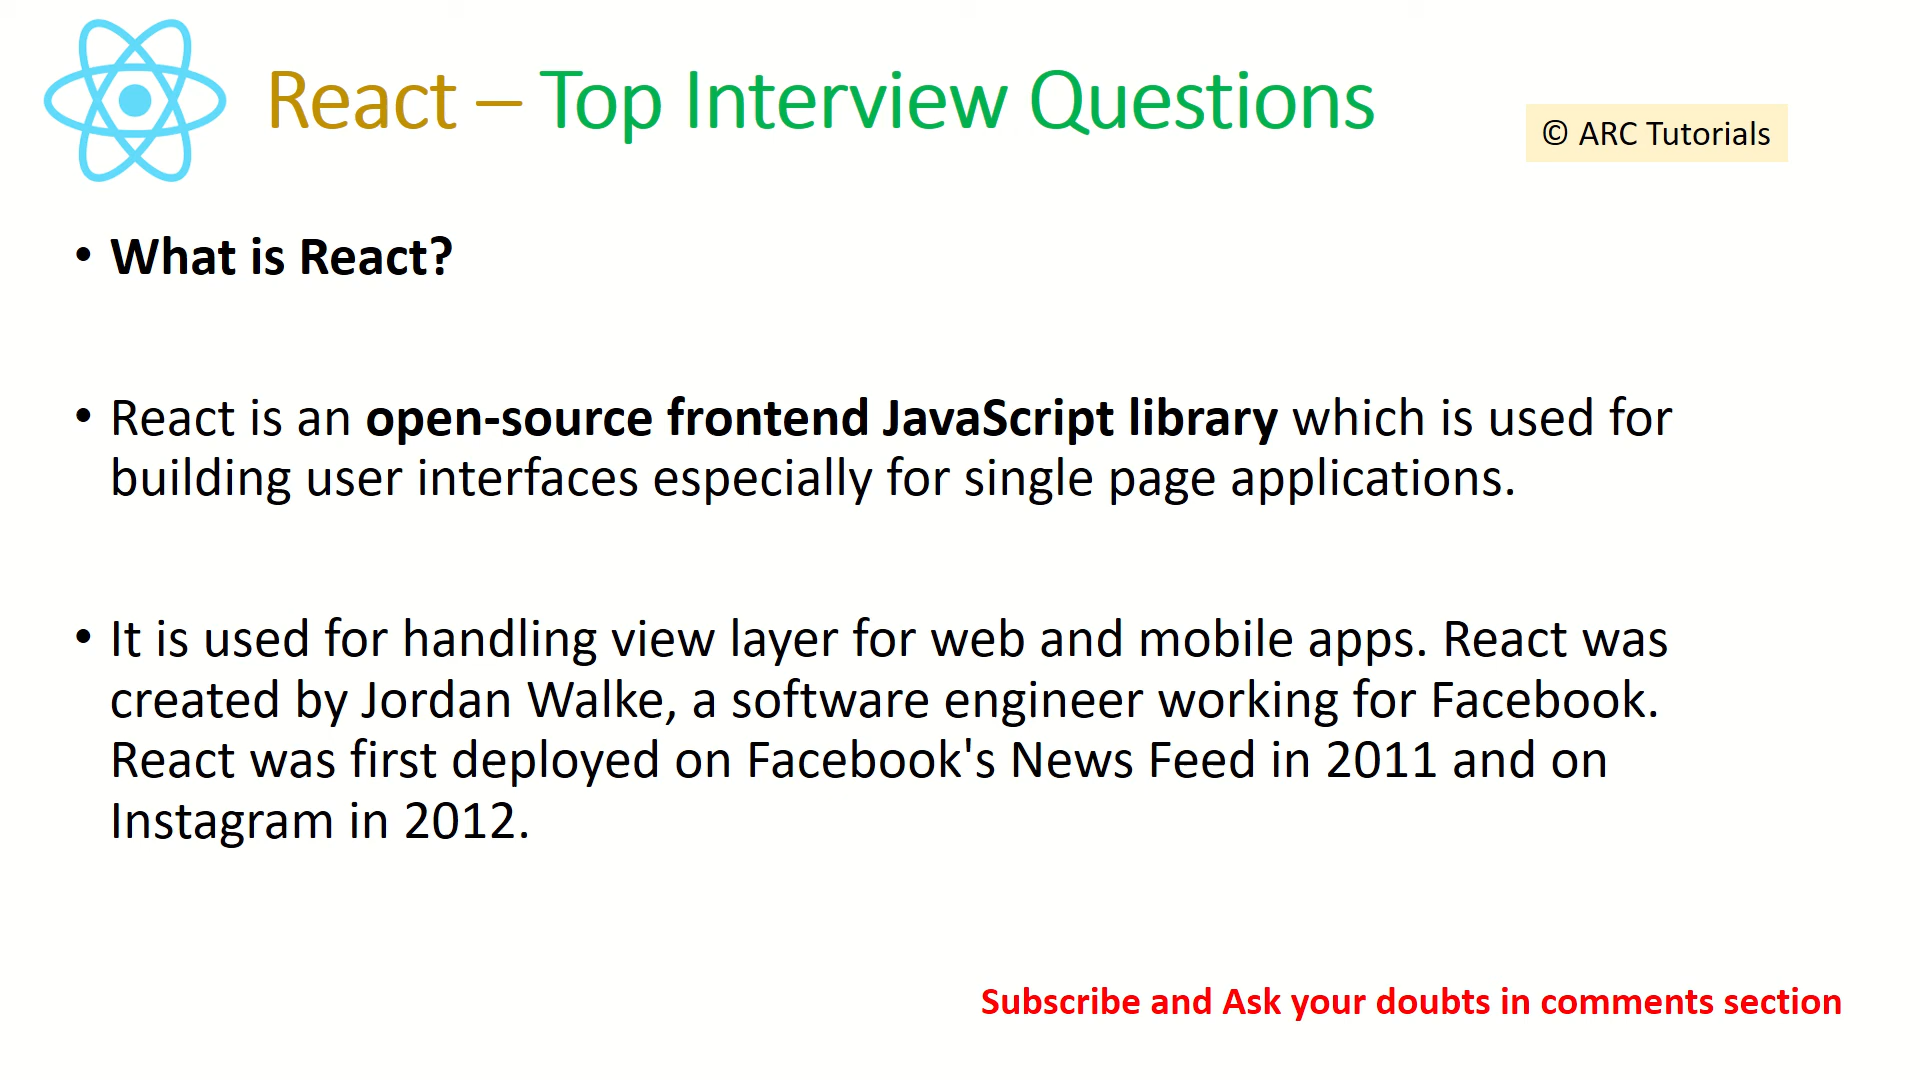 React – Top Interview Questions
© ARC Tutorials
• What is React?
• React is an open-source frontend JavaScript library which is used for
building user interfaces especially for single page applications.
• It is used for handling view layer for web and mobile apps. React was
created by Jordan Walke, a software engineer working for Facebook.
React was first deployed on Facebook's News Feed in 2011 and on
Instagram in 2012.
Subscribe and Ask your doubts in comments section